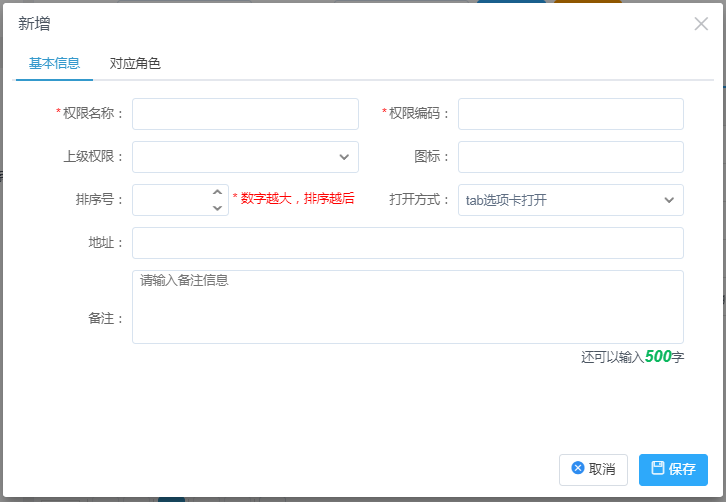 新增
基本信息 对应角色
*权限名称： *权限编码：
上级权限： 图标：
排序号： *数字越大，排序越后 打开方式： tab选项卡打开
地址：
请输入备注信息
备注：
还可以输入500字
取消 保存